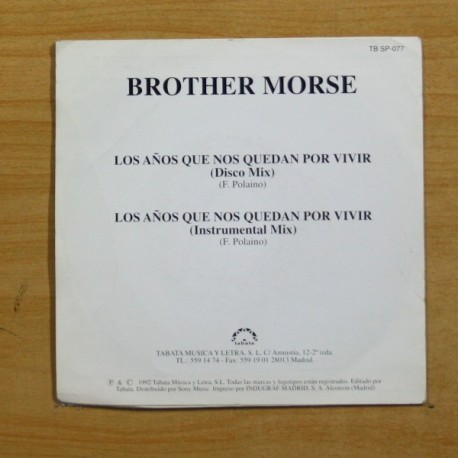 TB SP-077
BROTHER MORSE
LOS AÑOS QUE NOS QUEDAN POR VIVIR
(Disco Mix)
(F. Polaino)
LOS AÑOS QUE NOS QUEDAN POR VIVIR
(Instrumental Mix)
(F. Polaino)
tabata
TABATA MUSICA Y LETRA, S. L. C/ Amnistía, 12-2º izda.
TL.: 559 14 74 - Fax: 559 19 01 28013 Madrid.
Ⓟ & © 1992 Tabata Música y Letra, S.L. Todas las marcas y logotipos están registrados. Editado por
Tabata. Distribuido por Sony Music. Impreso por INDUGRAF MADRID, S. A. Alcorcón (Madrid)